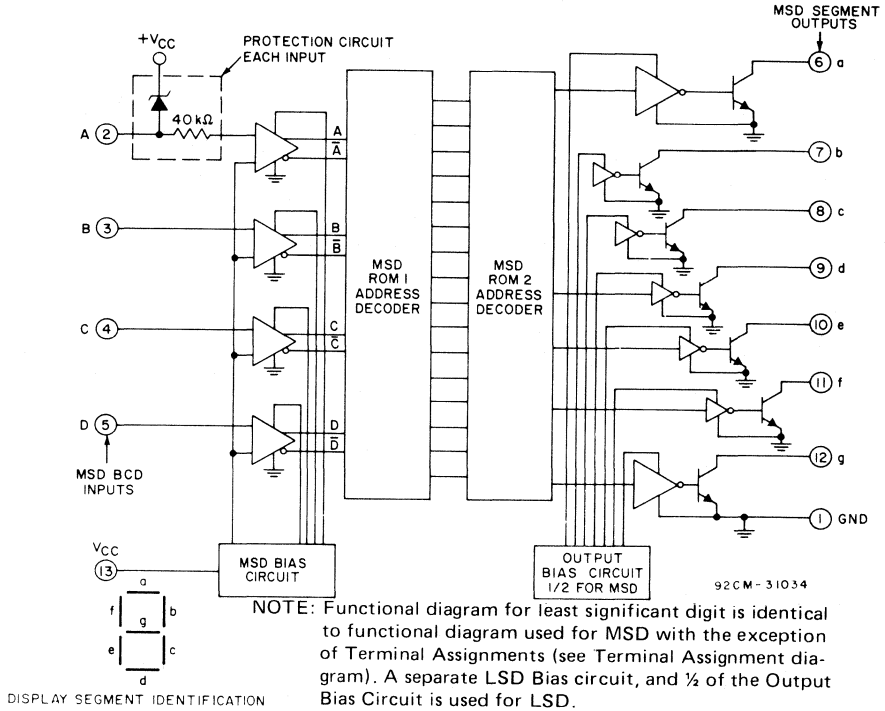 MSD SEGMENT
OUTPUTS
+VCC
PROTECTION CIRCUIT
EACH INPUT
6 a
40 kΩ
A 2
A
A̅
7 b
B 3
B
B̅
8 c
MSD
ROM 1
ADDRESS
DECODER
MSD
ROM 2
ADDRESS
DECODER
9 d
C 4
C
C̅
10 e
11 f
D 5
D
D̅
MSD BCD
INPUTS
12 g
1 GND
VCC
13
MSD BIAS
CIRCUIT
OUTPUT
BIAS CIRCUIT
1/2 FOR MSD
92CM-31034
a
f
g
b
e
c
d
DISPLAY SEGMENT IDENTIFICATION
NOTE: Functional diagram for least significant digit is identical
to functional diagram used for MSD with the exception
of Terminal Assignments (see Terminal Assignment dia-
gram). A separate LSD Bias circuit, and ½ of the Output
Bias Circuit is used for LSD.